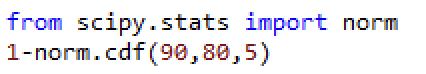 from scipy.stats import norm
1-norm.cdf(90,80,5)